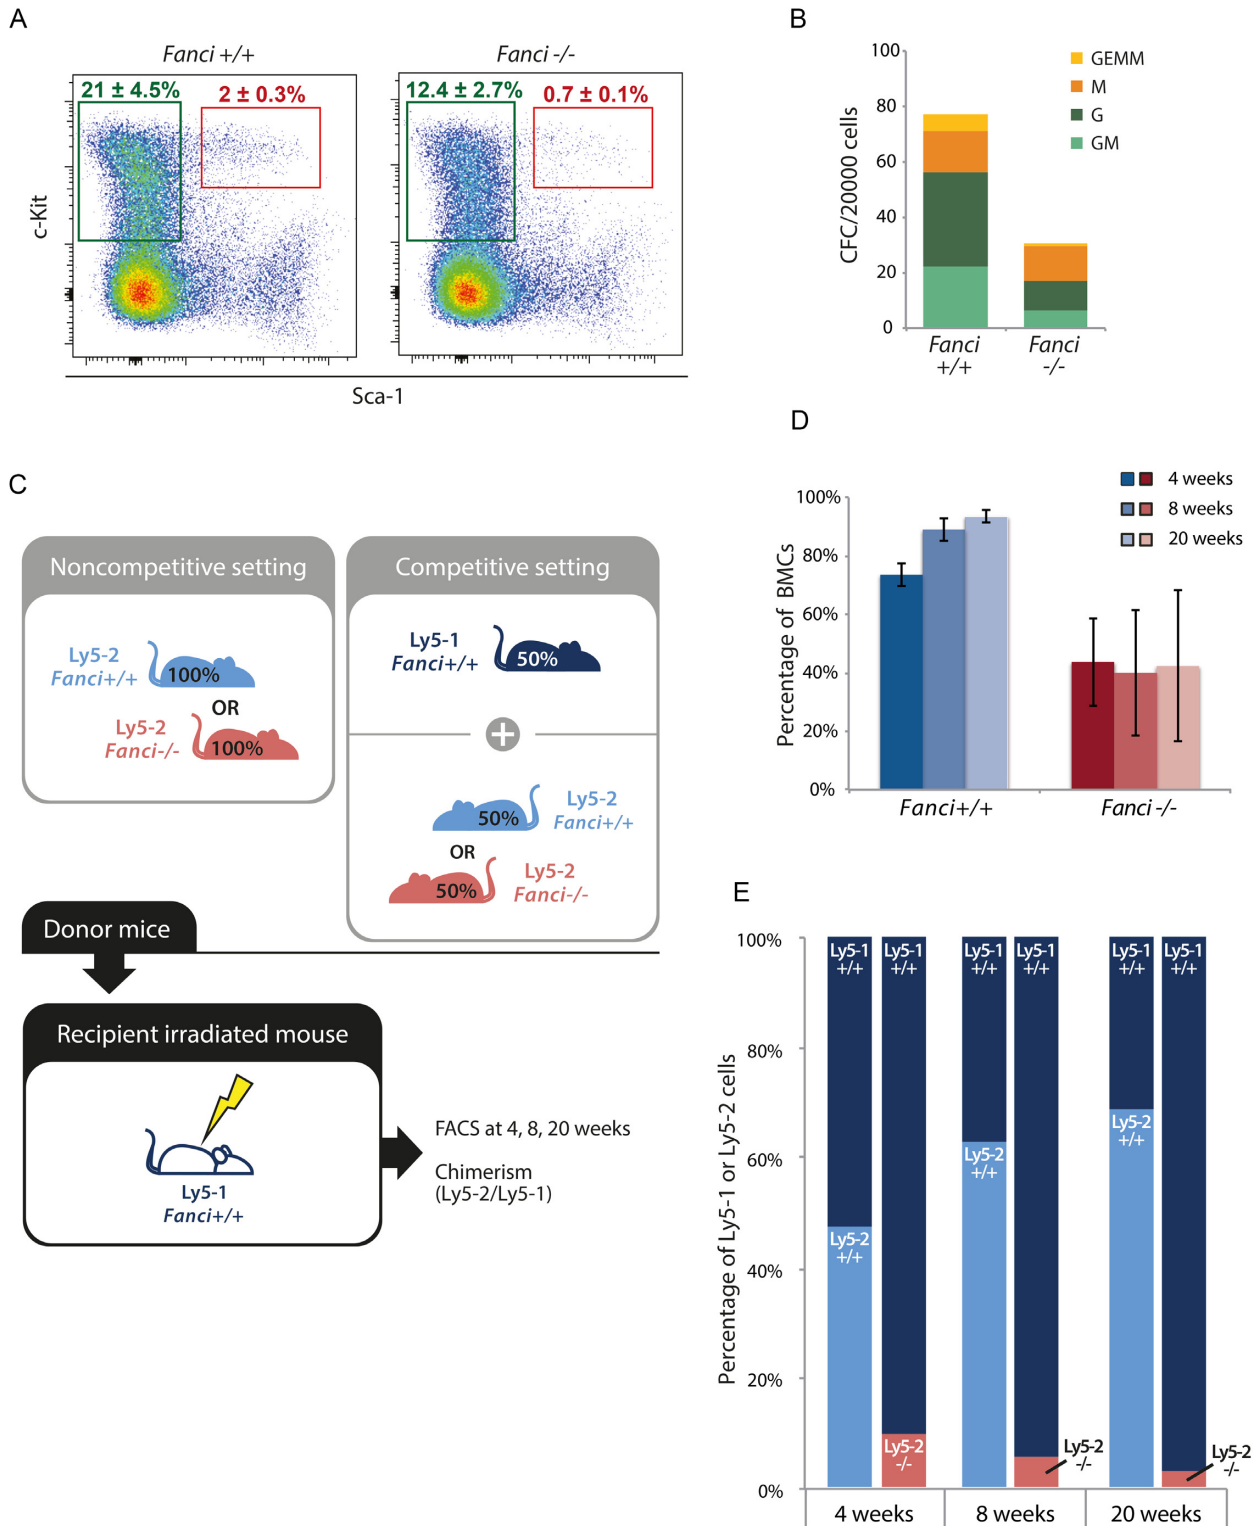 A
Fanci +/+
Fanci -/-
21 ± 4.5%
2 ± 0.3%
12.4 ± 2.7%
0.7 ± 0.1%
c-Kit
Sca-1
B
100
80
60
40
20
0
CFC/20000 cells
GEMM
M
G
GM
Fanci
+/+
Fanci
-/-
C
Noncompetitive setting
Ly5-2
Fanci+/+
100%
OR
Ly5-2
Fanci-/-
100%
Competitive setting
Ly5-1
Fanci+/+
50%
+
50%
Ly5-2
Fanci+/+
OR
50%
Ly5-2
Fanci-/-
Donor mice
Recipient irradiated mouse
Ly5-1
Fanci+/+
FACS at 4, 8, 20 weeks
Chimerism
(Ly5-2/Ly5-1)
D
4 weeks
8 weeks
20 weeks
100%
80%
60%
40%
20%
0%
Percentage of BMCs
Fanci+/+
Fanci -/-
E
100%
80%
60%
40%
20%
0%
Percentage of Ly5-1 or Ly5-2 cells
Ly5-1
+/+
Ly5-2
+/+
Ly5-1
+/+
Ly5-2
-/-
Ly5-1
+/+
Ly5-2
+/+
Ly5-1
+/+
Ly5-2
-/-
Ly5-1
+/+
Ly5-2
+/+
Ly5-1
+/+
Ly5-2
-/-
4 weeks
8 weeks
20 weeks